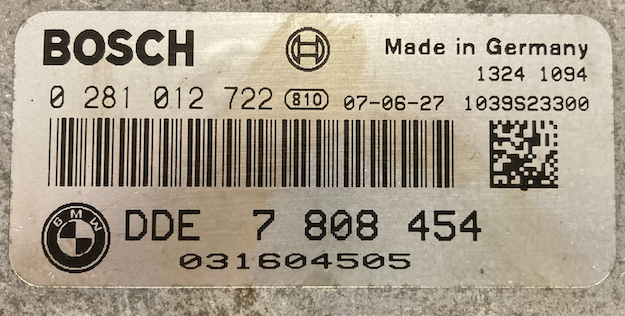 BOSCH Made in Germany
1324 1094
0 281 012 722 810 07-06-27 1039S23300
BMW DDE 7 808 454
031604505